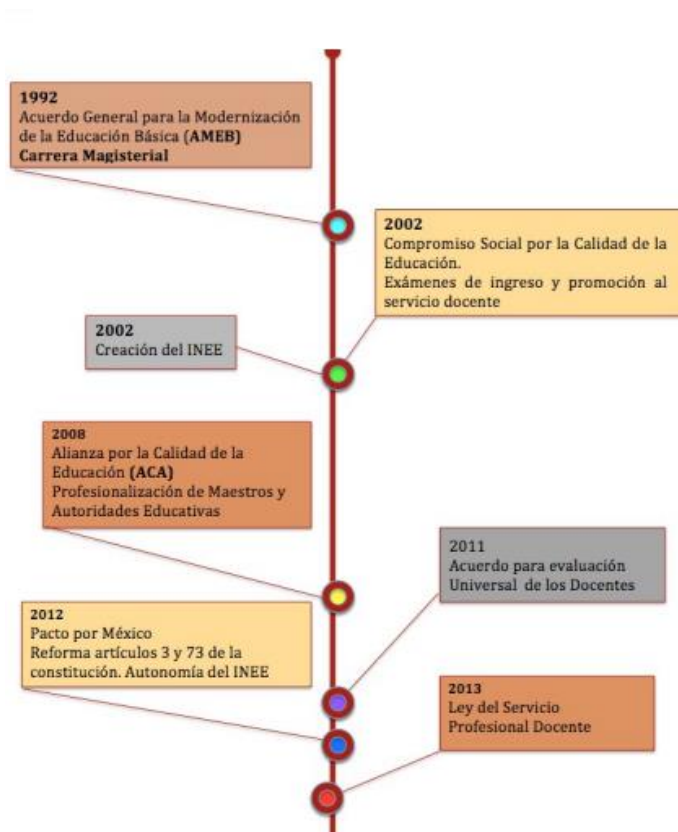 1992
Acuerdo General para la Modernización
de la Educación Básica (AMEB)
Carrera Magisterial
2002
Compromiso Social por la Calidad de la
Educación.
Exámenes de ingreso y promoción al
servicio docente
2002
Creación del INEE
2008
Alianza por la Calidad de la
Educación (ACA)
Profesionalización de Maestros y
Autoridades Educativas
2011
Acuerdo para evaluación
Universal de los Docentes
2012
Pacto por México
Reforma artículos 3 y 73 de la
constitución. Autonomía del INEE
2013
Ley del Servicio
Profesional Docente